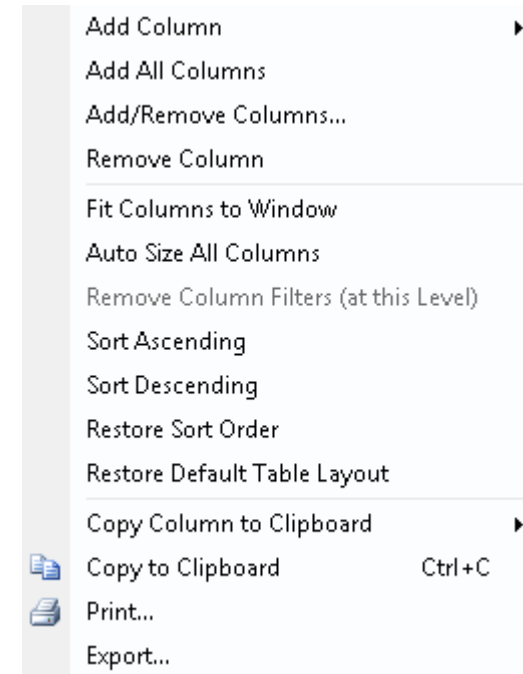 Add Column
Add All Columns
Add/Remove Columns...
Remove Column
Fit Columns to Window
Auto Size All Columns
Remove Column Filters (at this Level)
Sort Ascending
Sort Descending
Restore Sort Order
Restore Default Table Layout
Copy Column to Clipboard
Copy to Clipboard Ctrl+C
Print...
Export...